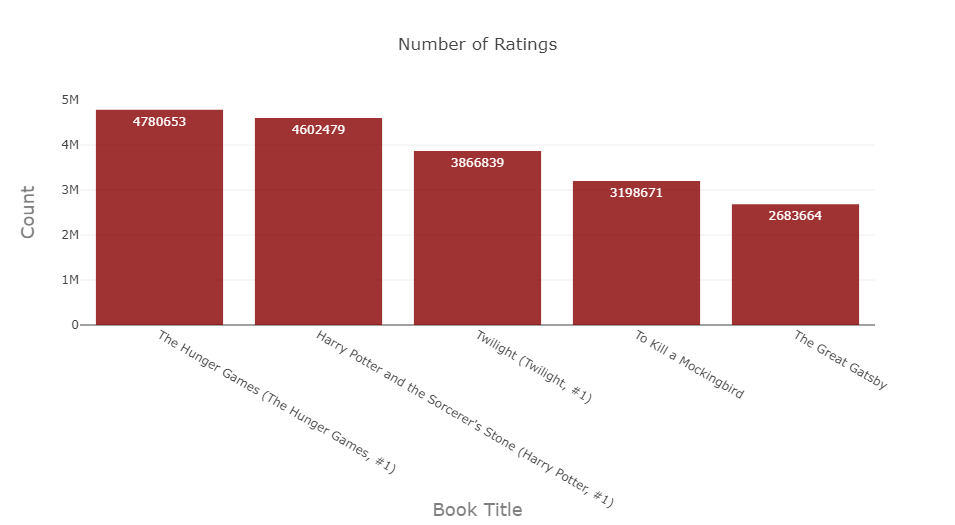 Number of Ratings
5M
4M
3M
2M
1M
0
Count
4780653
4602479
3866839
3198671
2683664
The Hunger Games (The Hunger Games, #1)
Harry Potter and the Sorcerer's Stone (Harry Potter, #1)
Twilight (Twilight, #1)
To Kill a Mockingbird
The Great Gatsby
Book Title